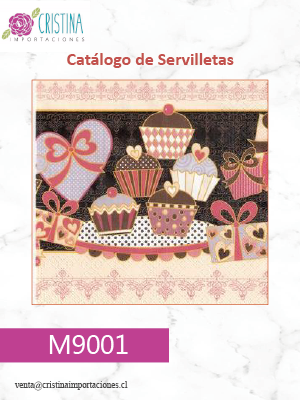 CRISTINA
IMPORTACIONES
Catálogo de Servilletas
M9001
venta@cristinaimportaciones.cl